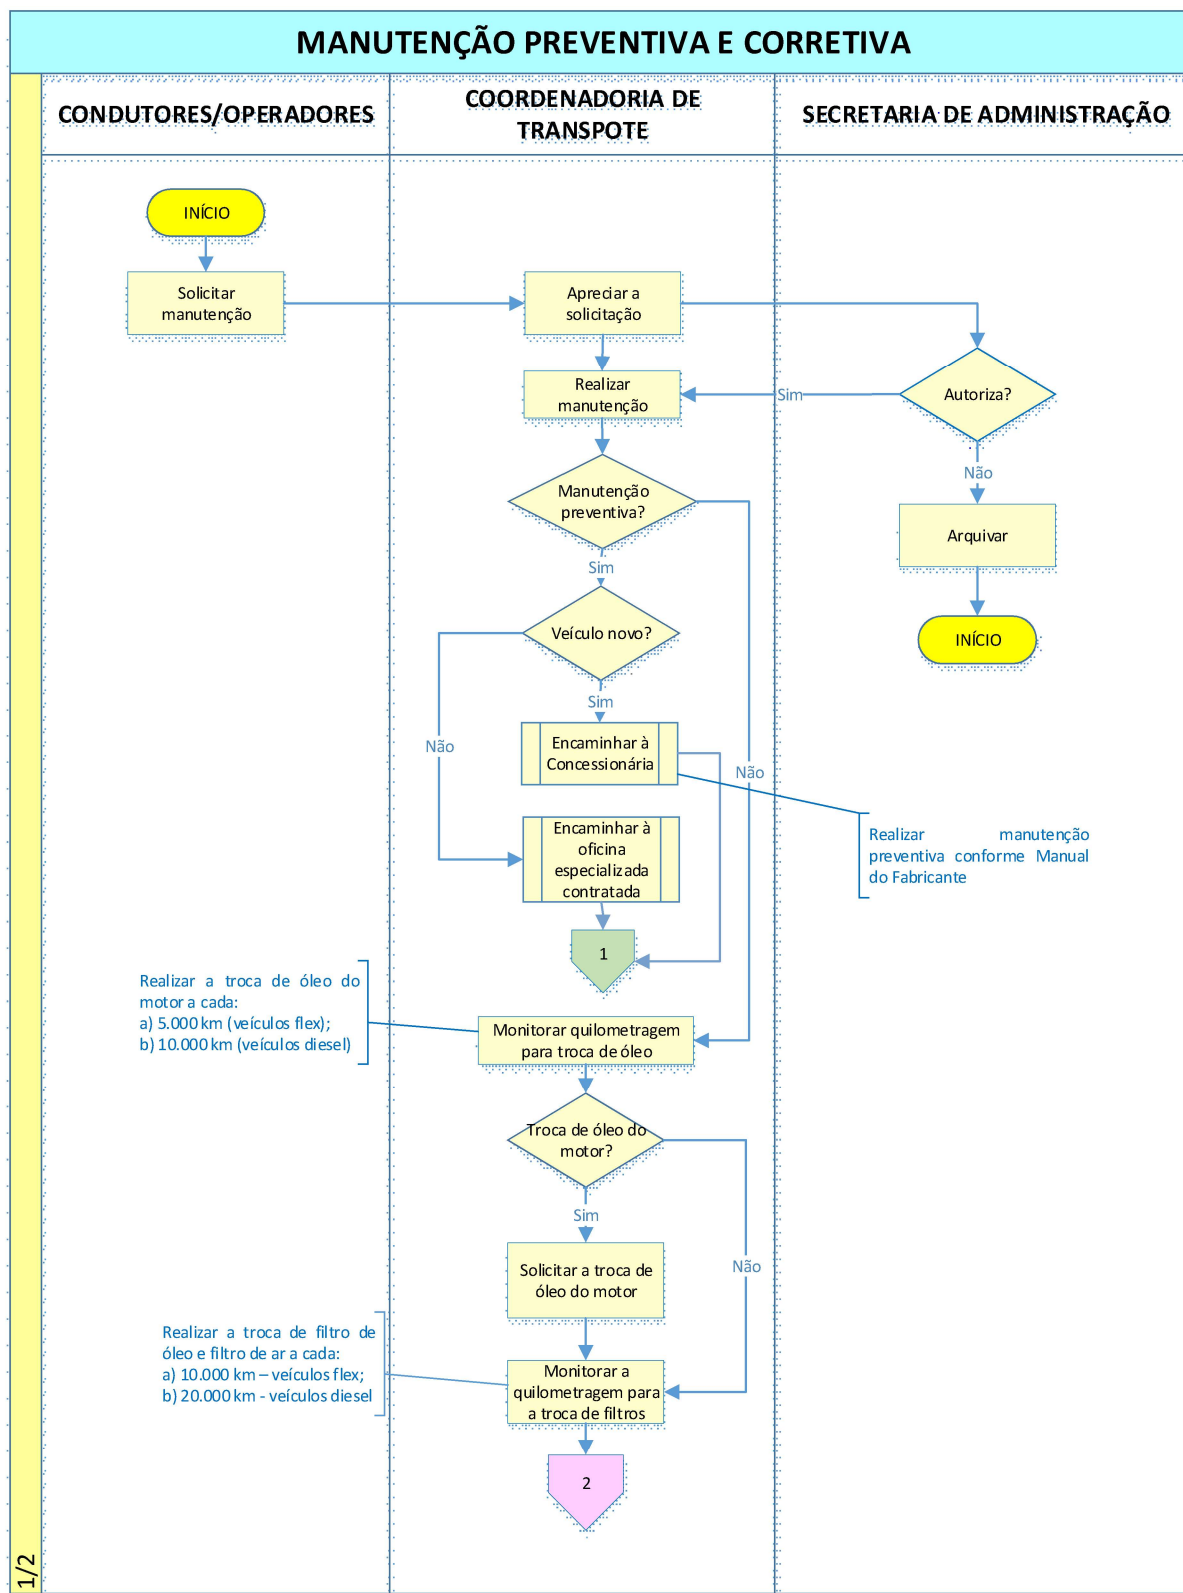 MANUTENÇÃO PREVENTIVA E CORRETIVA
CONDUTORES/OPERADORES
COORDENADORIA DE
TRANSPOTE
SECRETARIA DE ADMINISTRAÇÃO
INÍCIO
Solicitar
manutenção
Apreciar a
solicitação
Realizar
manutenção
Sim
Autoriza?
Não
Arquivar
INÍCIO
Manutenção
preventiva?
Sim
Veículo novo?
Sim
Não
Encaminhar à
Concessionária
Não
Realizar manutenção
preventiva conforme Manual
do Fabricante
Encaminhar à
oficina
especializada
contratada
1
Realizar a troca de óleo do
motor a cada:
a) 5.000 km (veículos flex);
b) 10.000 km (veículos diesel)
Monitorar quilometragem
para troca de óleo
Troca de óleo do
motor?
Sim
Não
Solicitar a troca de
óleo do motor
Realizar a troca de filtro de
óleo e filtro de ar a cada:
a) 10.000 km – veículos flex;
b) 20.000 km - veículos diesel
Monitorar a
quilometragem para
a troca de filtros
2
1/2